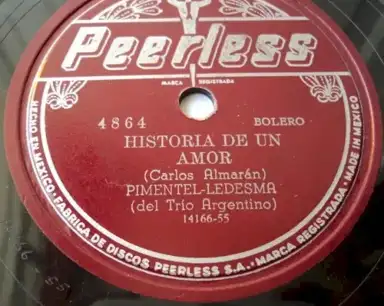 Peerless
MARCA REGISTRADA
4864 BOLERO
HISTORIA DE UN
AMOR
(Carlos Almarán)
PIMENTEL-LEDESMA
(del Trío Argentino)
14166-55
HECHO EN MEXICO · FABRICA DE DISCOS PEERLESS S.A. · MARCA REGISTRADA · MADE IN MEXICO